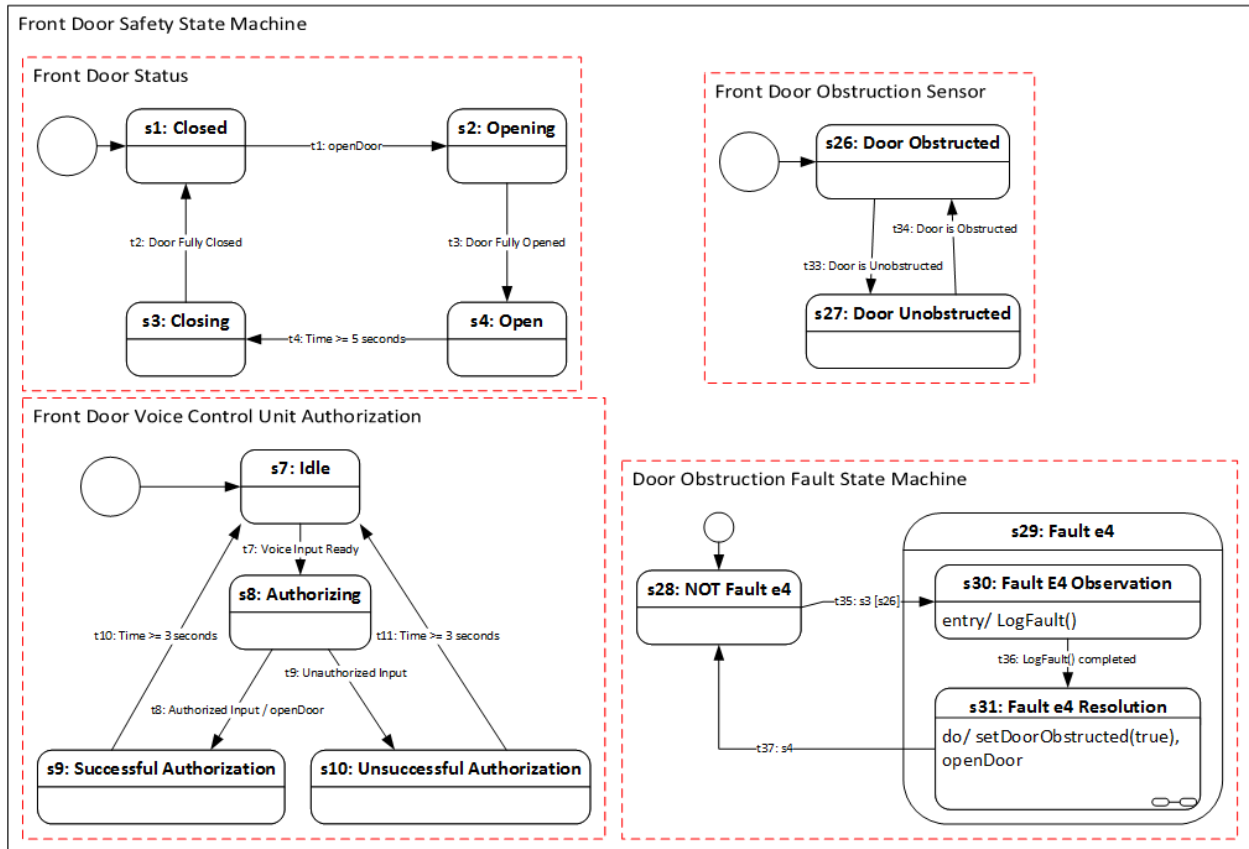 Front Door Safety State Machine
Front Door Status
s1: Closed
s2: Opening
t1: openDoor
t2: Door Fully Closed
t3: Door Fully Opened
s3: Closing
s4: Open
t4: Time >= 5 seconds
Front Door Obstruction Sensor
s26: Door Obstructed
t34: Door is Obstructed
t33: Door is Unobstructed
s27: Door Unobstructed
Front Door Voice Control Unit Authorization
s7: Idle
t7: Voice Input Ready
s8: Authorizing
t10: Time >= 3 seconds
t11: Time >= 3 seconds
t9: Unauthorized Input
t8: Authorized Input / openDoor
s9: Successful Authorization
s10: Unsuccessful Authorization
Door Obstruction Fault State Machine
s29: Fault e4
s28: NOT Fault e4
t35: s3 [s26]
s30: Fault E4 Observation
entry/ LogFault()
t36: LogFault() completed
s31: Fault e4 Resolution
do/ setDoorObstructed(true),
openDoor
t37: s4